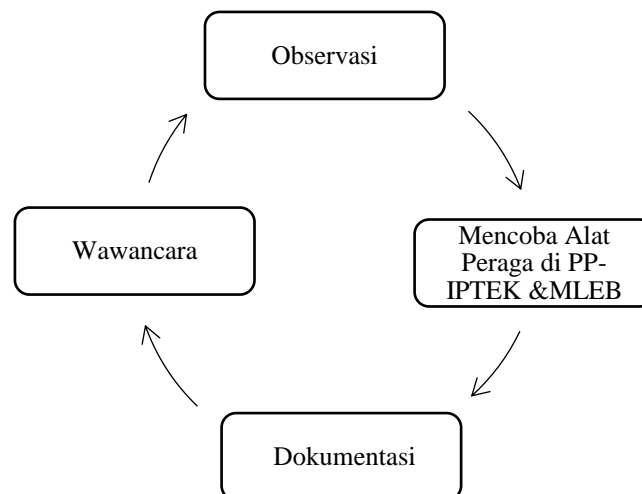 Observasi
Wawancara
Mencoba Alat
Peraga di PP-
IPTEK &MLEB
Dokumentasi